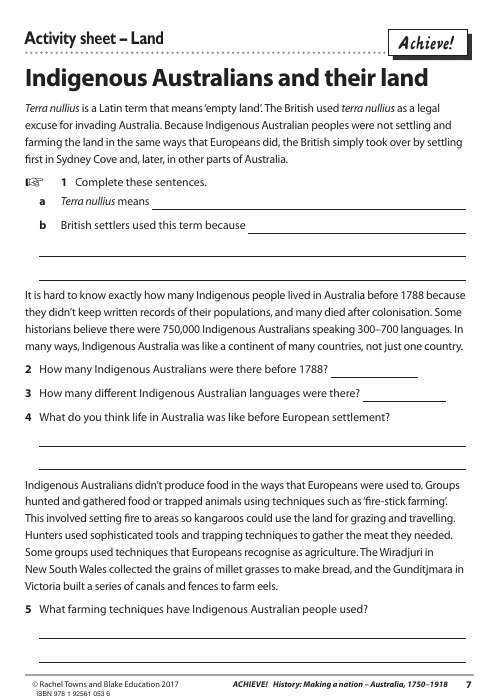 Activity sheet – Land
Achieve!
Indigenous Australians and their land
Terra nullius is a Latin term that means 'empty land'. The British used terra nullius as a legal
excuse for invading Australia. Because Indigenous Australian peoples were not settling and
farming the land in the same ways that Europeans did, the British simply took over by settling
first in Sydney Cove and, later, in other parts of Australia.
1 Complete these sentences.
a Terra nullius means
b British settlers used this term because
It is hard to know exactly how many Indigenous people lived in Australia before 1788 because
they didn't keep written records of their populations, and many died after colonisation. Some
historians believe there were 750,000 Indigenous Australians speaking 300–700 languages. In
many ways, Indigenous Australia was like a continent of many countries, not just one country.
2 How many Indigenous Australians were there before 1788?
3 How many different Indigenous Australian languages were there?
4 What do you think life in Australia was like before European settlement?
Indigenous Australians didn't produce food in the ways that Europeans were used to. Groups
hunted and gathered food or trapped animals using techniques such as 'fire-stick farming'.
This involved setting fire to areas so kangaroos could use the land for grazing and travelling.
Hunters used sophisticated tools and trapping techniques to gather the meat they needed.
Some groups used techniques that Europeans recognise as agriculture. The Wiradjuri in
New South Wales collected the grains of millet grasses to make bread, and the Gunditjmara in
Victoria built a series of canals and fences to farm eels.
5 What farming techniques have Indigenous Australian people used?
© Rachel Towns and Blake Education 2017
ISBN 978 1 92561 053 6
ACHIEVE! History: Making a nation – Australia, 1750–1918 7